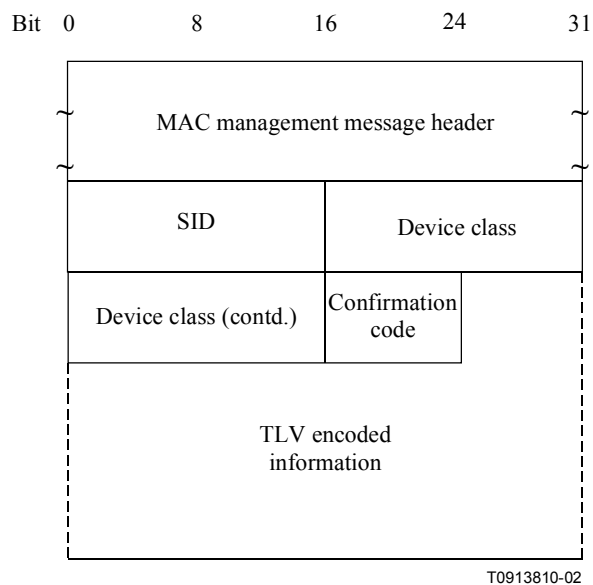 Bit 0 8 16 24 31
MAC management message header
SID
Device class
Device class (contd.)
Confirmation
code
TLV encoded
information
T0913810-02